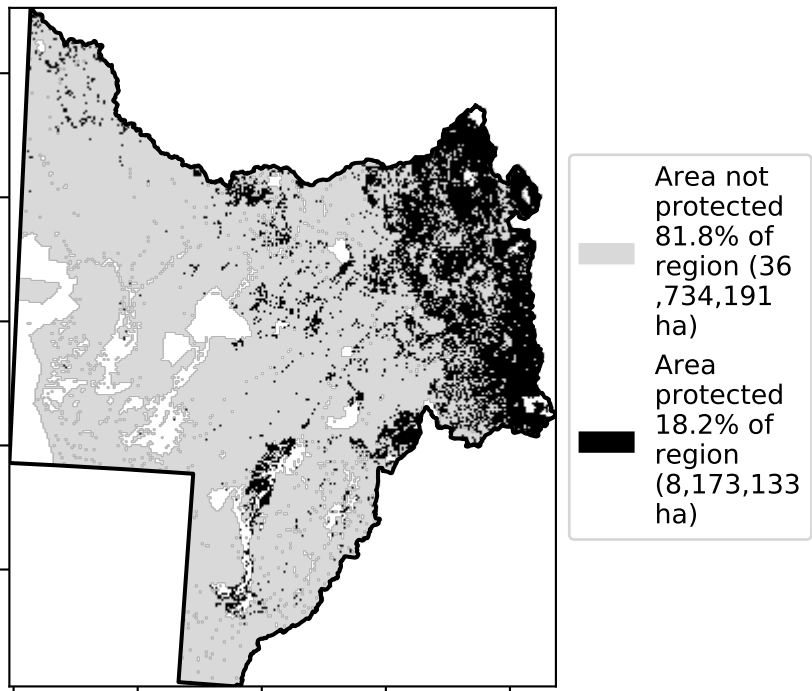 Area not
protected
81.8% of
region (36
,734,191
ha)
Area
protected
18.2% of
region
(8,173,133
ha)